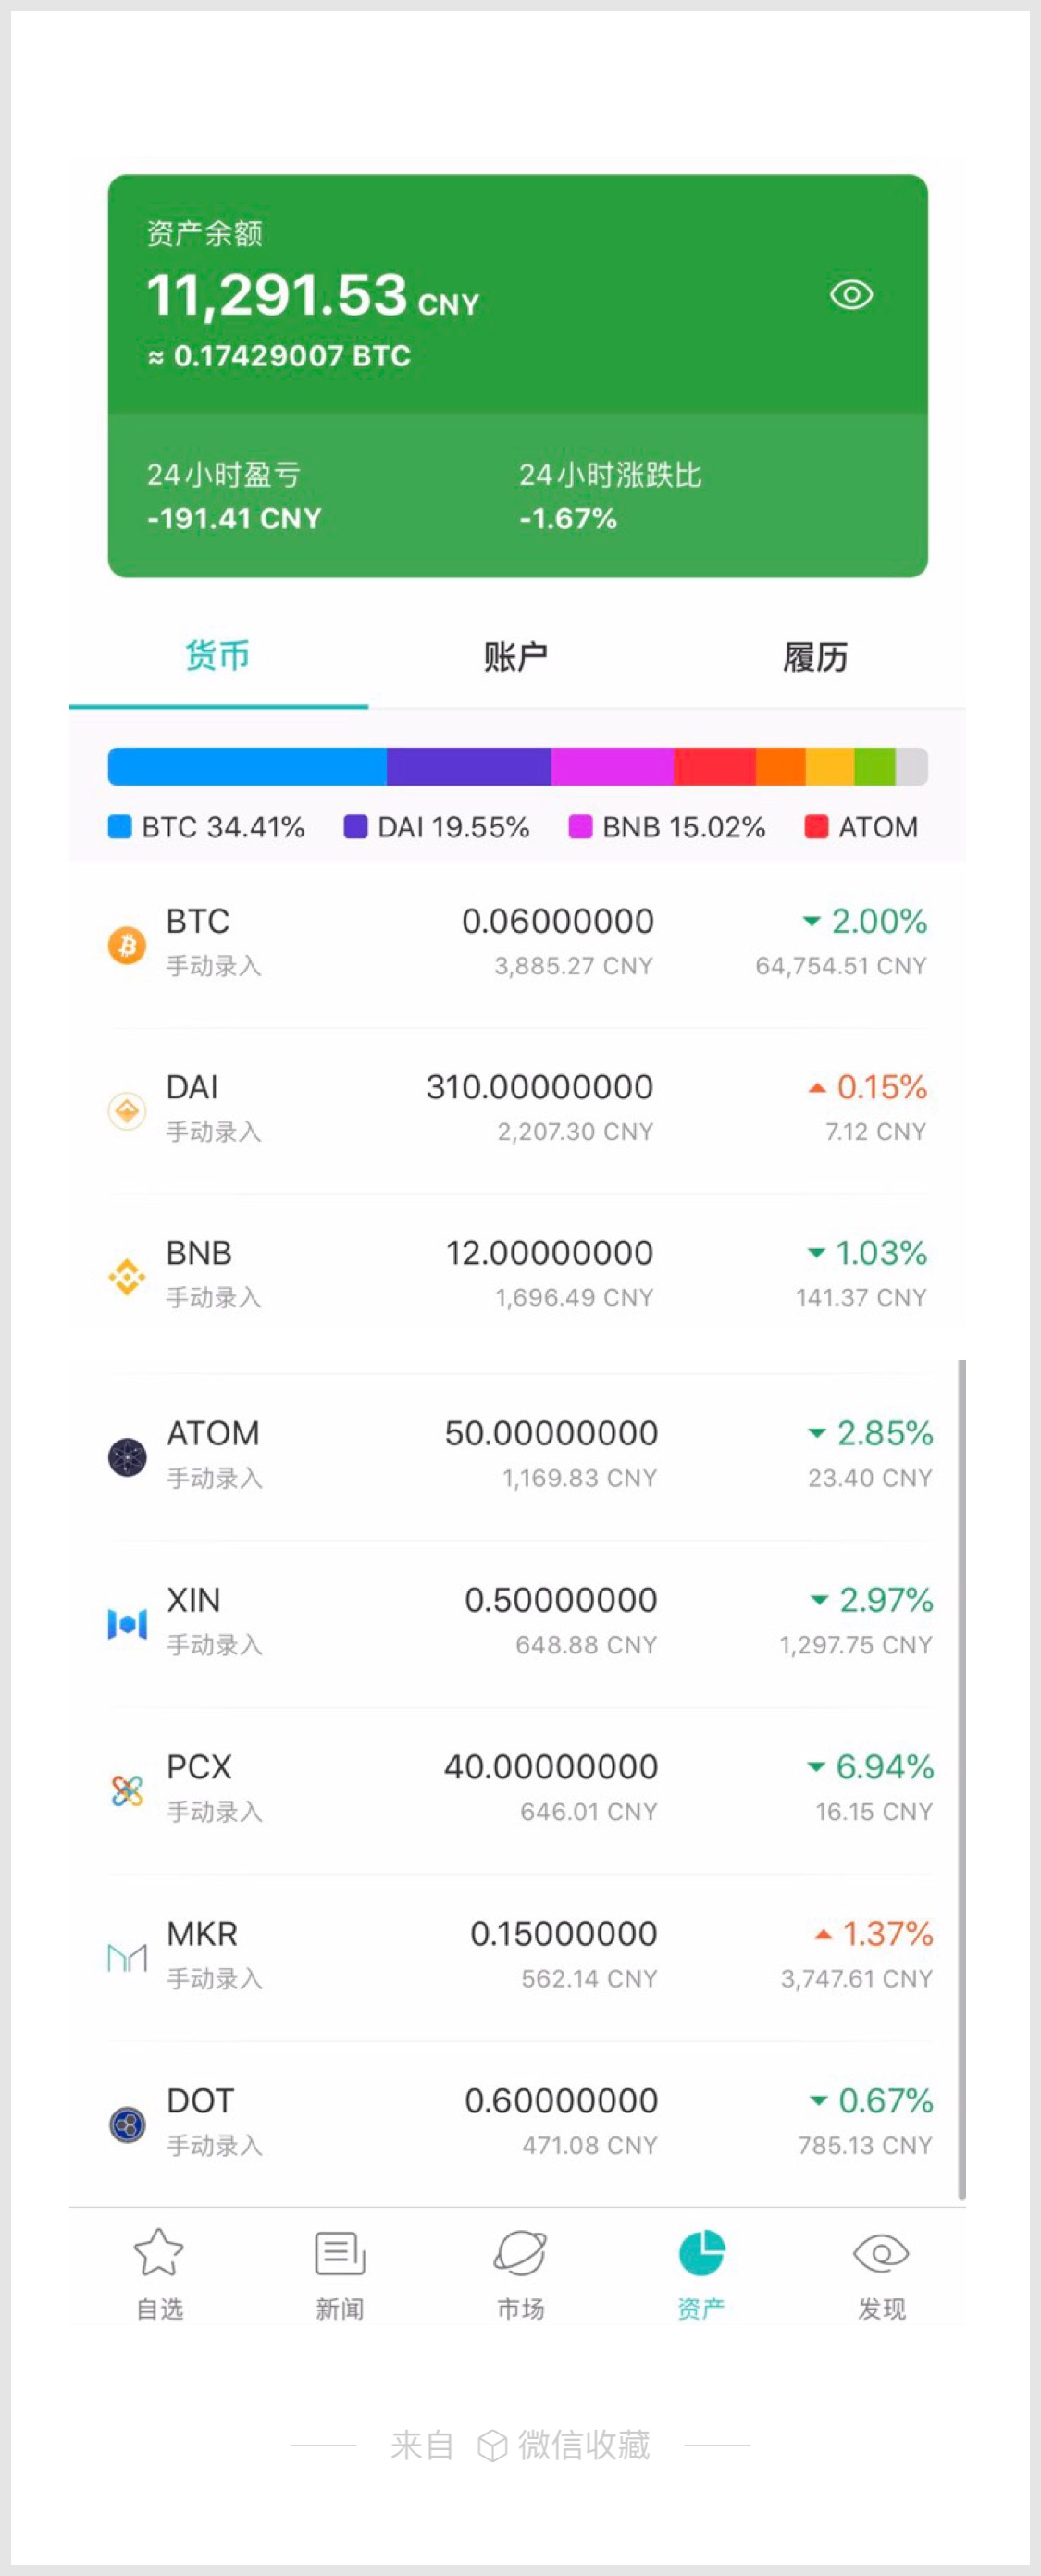 资产余额
11,291.53 CNY
≈ 0.17429007 BTC
24小时盈亏 24小时涨跌比
-191.41 CNY -1.67%
货币 账户 履历
BTC 34.41% DAI 19.55% BNB 15.02% ATOM
BTC 0.06000000 2.00%
手动录入 3,885.27 CNY 64,754.51 CNY
DAI 310.00000000 0.15%
手动录入 2,207.30 CNY 7.12 CNY
BNB 12.00000000 1.03%
手动录入 1,696.49 CNY 141.37 CNY
ATOM 50.00000000 2.85%
手动录入 1,169.83 CNY 23.40 CNY
XIN 0.50000000 2.97%
手动录入 648.88 CNY 1,297.75 CNY
PCX 40.00000000 6.94%
手动录入 646.01 CNY 16.15 CNY
MKR 0.15000000 1.37%
手动录入 562.14 CNY 3,747.61 CNY
DOT 0.60000000 0.67%
手动录入 471.08 CNY 785.13 CNY
自选 新闻 市场 资产 发现
来自 微信收藏